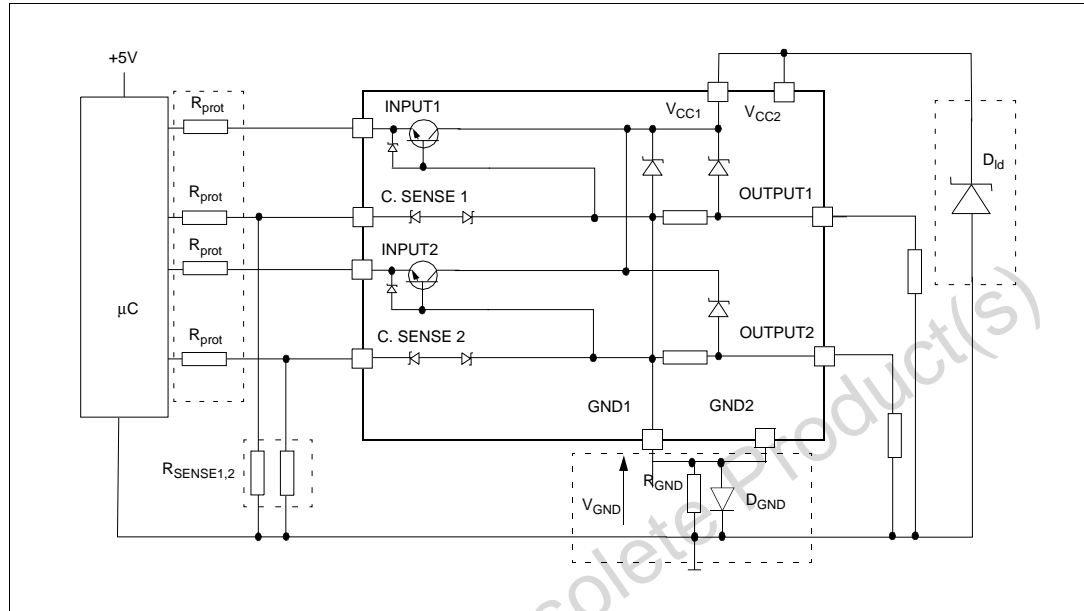 +5V
Rprot
INPUT1
VCC1
VCC2
Dld
Rprot
C. SENSE 1
OUTPUT1
Rprot
INPUT2
μC
Rprot
C. SENSE 2
OUTPUT2
GND1
GND2
RSENSE1,2
VGND
RGND
DGND
solete Product(s)